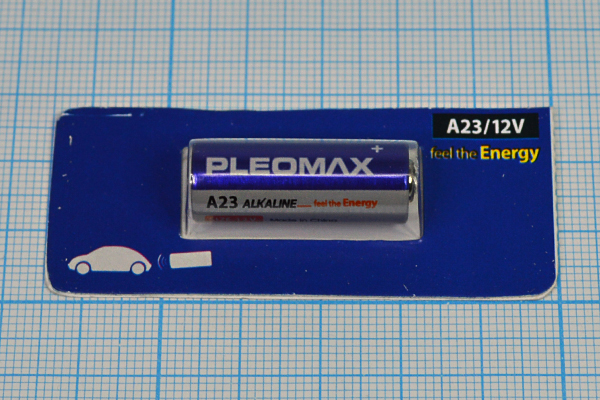 A23/12V
feel the Energy
PLEOMAX
A23 ALKALINE feel the Energy